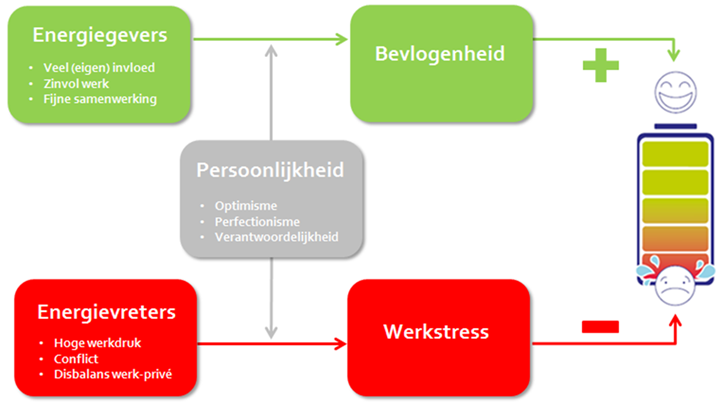 Energiegevers
• Veel (eigen) invloed
• Zinvol werk
• Fijne samenwerking
Bevlogenheid
+
Persoonlijkheid
• Optimisme
• Perfectionisme
• Verantwoordelijkheid
Energievreters
• Hoge werkdruk
• Conflict
• Disbalans werk-privé
Werkstress
-